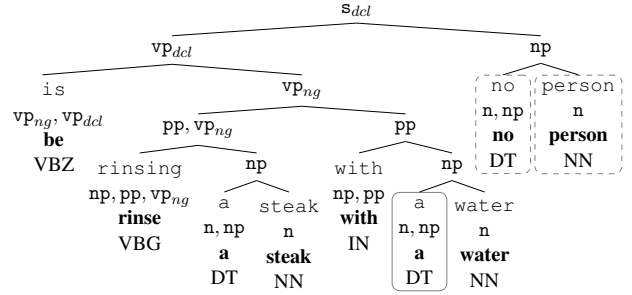 s_dcl
vp_dcl np
is vp_ng no person
vp_ng, vp_dcl pp, vp_ng pp n, np n
be no person
VBZ rinsing np with np DT NN
np, pp, vp_ng a steak np, pp a water
rinse n, np n with n, np n
VBG a steak IN a water
DT NN DT NN